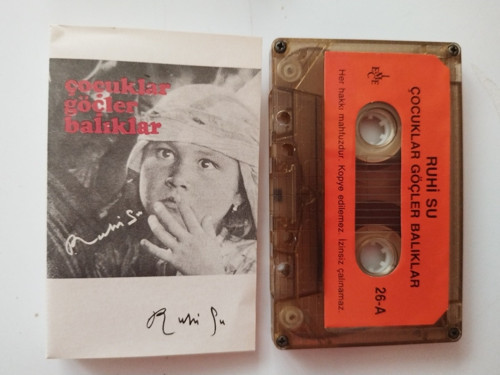 çocuklar
göçler
balıklar
Ruhi Su
Ruhi Su
EMEF
RUHİ SU
ÇOCUKLAR GÖÇLER BALIKLAR
26-A
Her hakkı mahfuzdur. Kopye edilemez. İzinsiz çalınamaz.